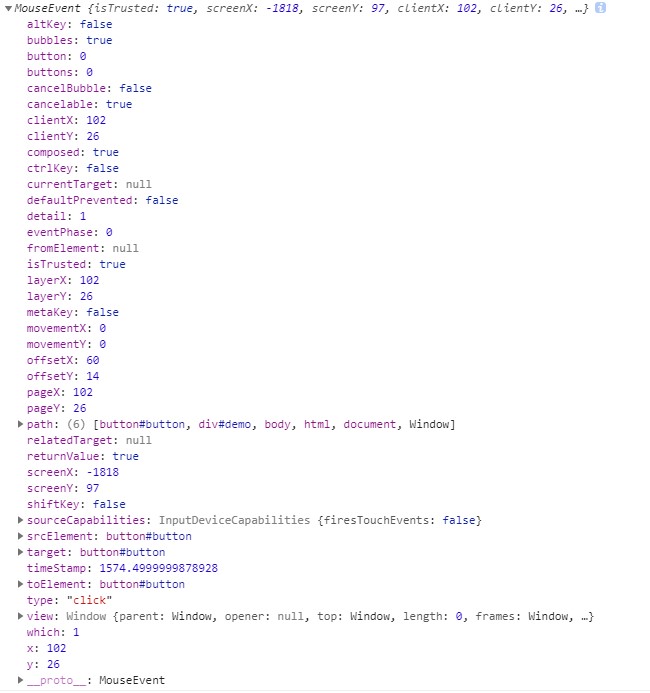 MouseEvent {isTrusted: true, screenX: -1818, screenY: 97, clientX: 102, clientY: 26, …} i
altKey: false
bubbles: true
button: 0
buttons: 0
cancelBubble: false
cancelable: true
clientX: 102
clientY: 26
composed: true
ctrlKey: false
currentTarget: null
defaultPrevented: false
detail: 1
eventPhase: 0
fromElement: null
isTrusted: true
layerX: 102
layerY: 26
metaKey: false
movementX: 0
movementY: 0
offsetX: 60
offsetY: 14
pageX: 102
pageY: 26
path: (6) [button#button, div#demo, body, html, document, Window]
relatedTarget: null
returnValue: true
screenX: -1818
screenY: 97
shiftKey: false
sourceCapabilities: InputDeviceCapabilities {firesTouchEvents: false}
srcElement: button#button
target: button#button
timeStamp: 1574.4999999878928
toElement: button#button
type: "click"
view: Window {parent: Window, opener: null, top: Window, length: 0, frames: Window, …}
which: 1
x: 102
y: 26
__proto__: MouseEvent